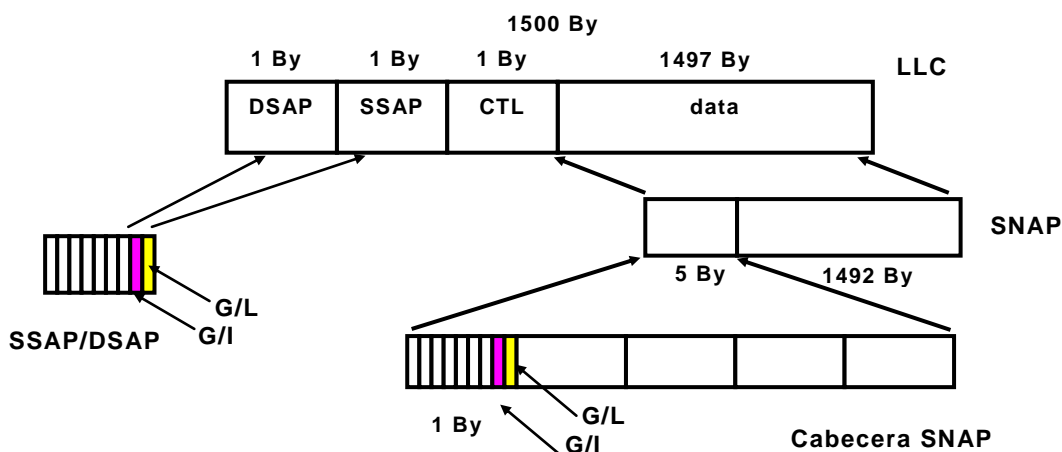 1500 By
1 By 1 By 1 By 1497 By LLC
DSAP SSAP CTL data
SNAP
5 By 1492 By
G/L
G/I
SSAP/DSAP
1 By
G/L
G/I
Cabecera SNAP